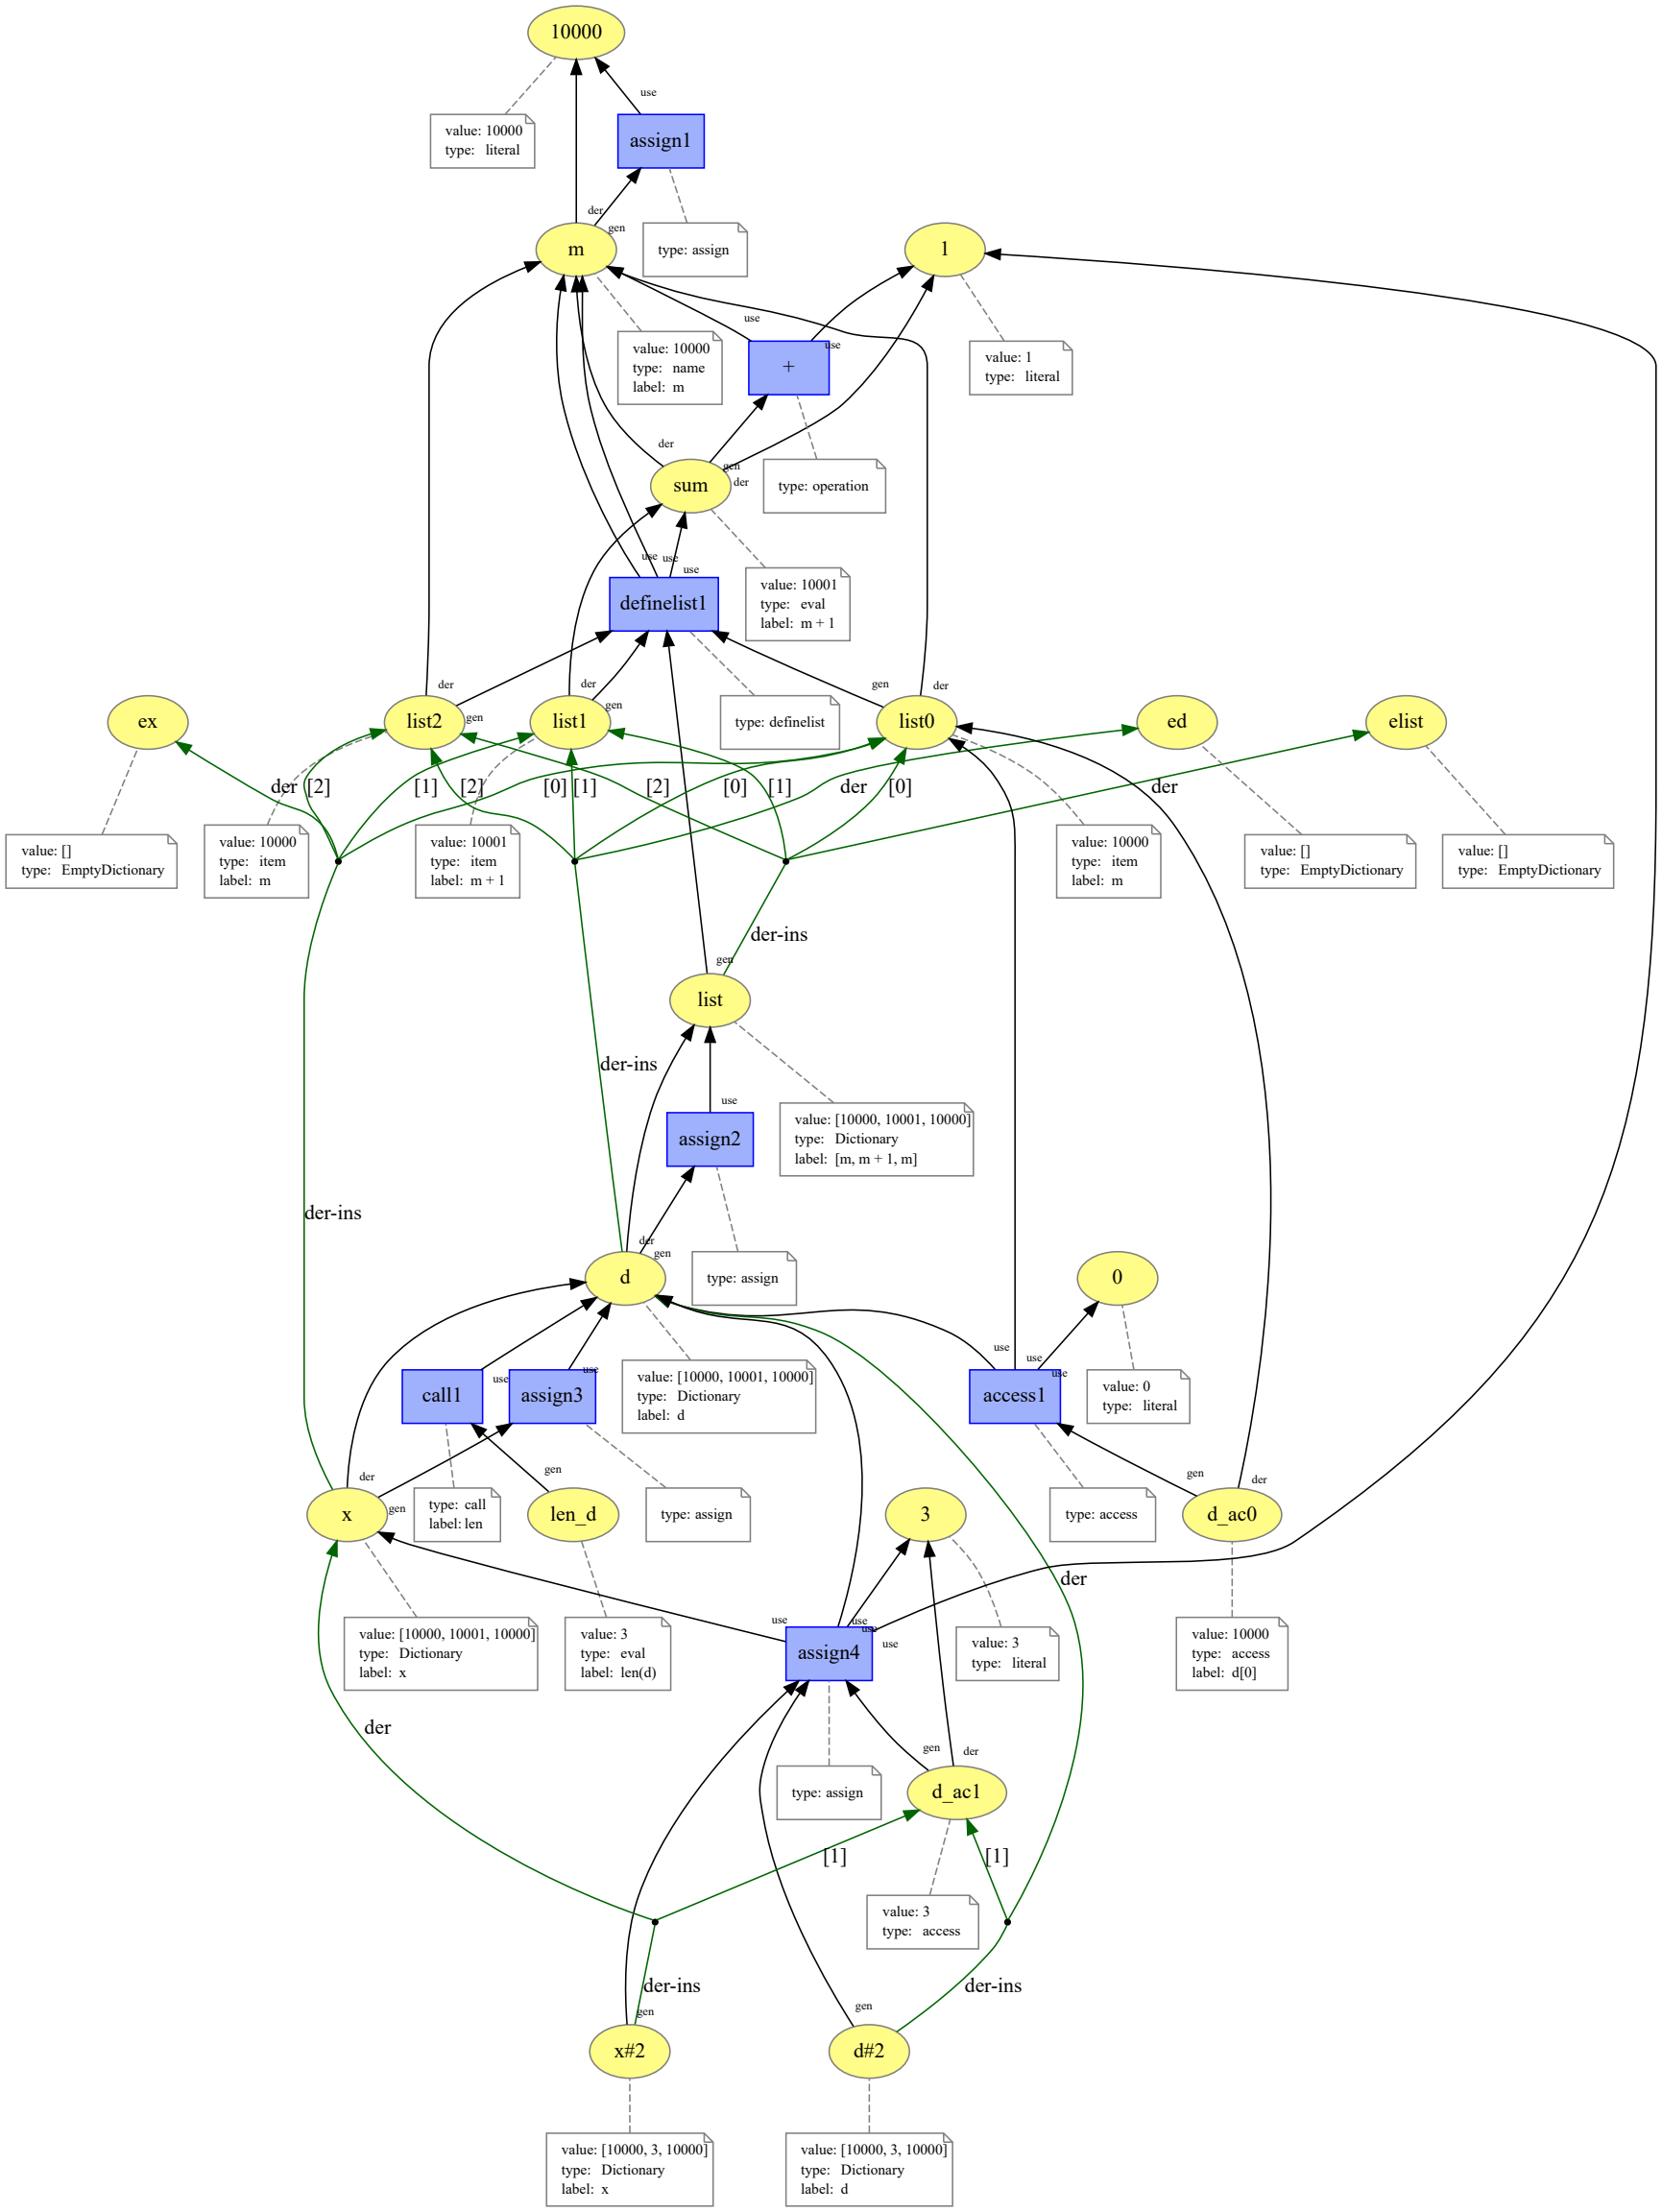 10000
use
value: 10000
type: literal
assign1
der
gen
m
type: assign
1
use
value: 10000
type: name
label: m
+
use
value: 1
type: literal
der
sum
gen
der
type: operation
use
use
use
definelist1
value: 10001
type: eval
label: m + 1
der
der
gen
der
ex
list2
gen
list1
gen
type: definelist
list0
ed
elist
der
[2]
[1]
[2]
[0]
[1]
[2]
[0]
[1]
der
[0]
der
value: []
type: EmptyDictionary
value: 10000
type: item
label: m
value: 10001
type: item
label: m + 1
value: 10000
type: item
label: m
value: []
type: EmptyDictionary
value: []
type: EmptyDictionary
der-ins
gen
list
der-ins
use
assign2
value: [10000, 10001, 10000]
type: Dictionary
label: [m, m + 1, m]
der-ins
der
gen
d
type: assign
0
use
use
use
use
use
call1
assign3
value: [10000, 10001, 10000]
type: Dictionary
label: d
access1
value: 0
type: literal
der
gen
gen
der
x
gen
type: call
label: len
len_d
type: assign
3
type: access
d_ac0
der
use
use
use
use
value: [10000, 10001, 10000]
type: Dictionary
label: x
value: 3
type: eval
label: len(d)
assign4
value: 3
type: literal
value: 10000
type: access
label: d[0]
der
gen
der
type: assign
d_ac1
[1]
[1]
value: 3
type: access
der-ins
der-ins
gen
gen
x#2
d#2
value: [10000, 3, 10000]
type: Dictionary
label: x
value: [10000, 3, 10000]
type: Dictionary
label: d